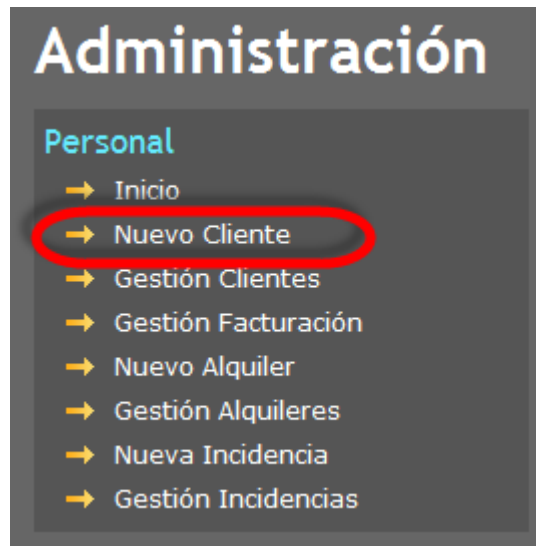 Administración
Personal
Inicio
Nuevo Cliente
Gestión Clientes
Gestión Facturación
Nuevo Alquiler
Gestión Alquileres
Nueva Incidencia
Gestión Incidencias